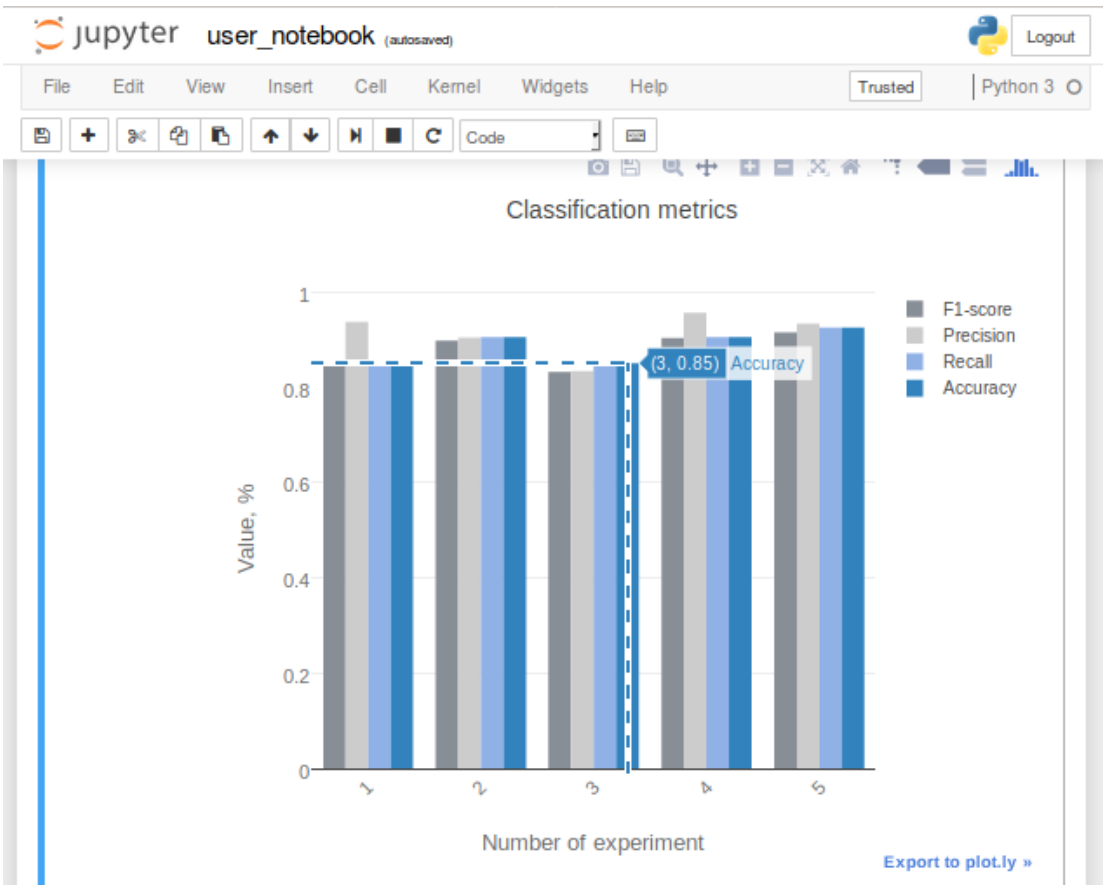 jupyter user_notebook (autosaved) Logout
File Edit View Insert Cell Kernel Widgets Help Trusted Python 3
Code
Classification metrics
1
0.8
0.6
0.4
0.2
0
Value, %
(3, 0.85) Accuracy
F1-score
Precision
Recall
Accuracy
1 2 3 4 5
Number of experiment
Export to plot.ly »